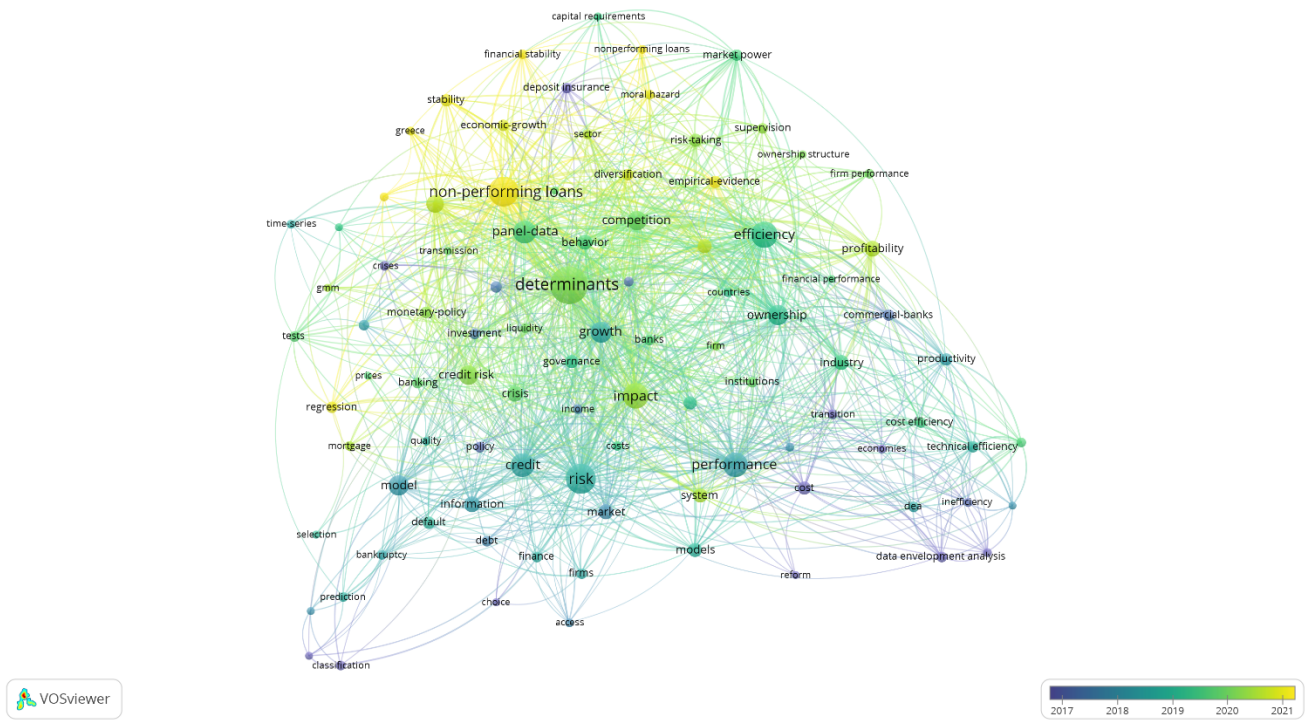 capital requirements
financial stability
nonperforming loans
market power
deposit insurance
moral hazard
stability
greece
economic-growth
sector
risk-taking
supervision
ownership structure
firm performance
diversification
empirical-evidence
non-performing loans
time-series
panel-data
competition
behavior
efficiency
profitability
transmission
crises
gmm
determinants
countries
financial performance
monetary-policy
investment
liquidity
growth
banks
firm
ownership
commercial-banks
tests
governance
industry
productivity
prices
banking
credit risk
crisis
institutions
regression
income
impact
transition
cost efficiency
mortgage
quality
policy
costs
economies
technical efficiency
model
credit
risk
performance
system
cost
information
market
dea
inefficiency
default
selection
bankruptcy
debt
finance
firms
models
data envelopment analysis
reform
prediction
choice
access
classification
VOSviewer
2017 2018 2019 2020 2021